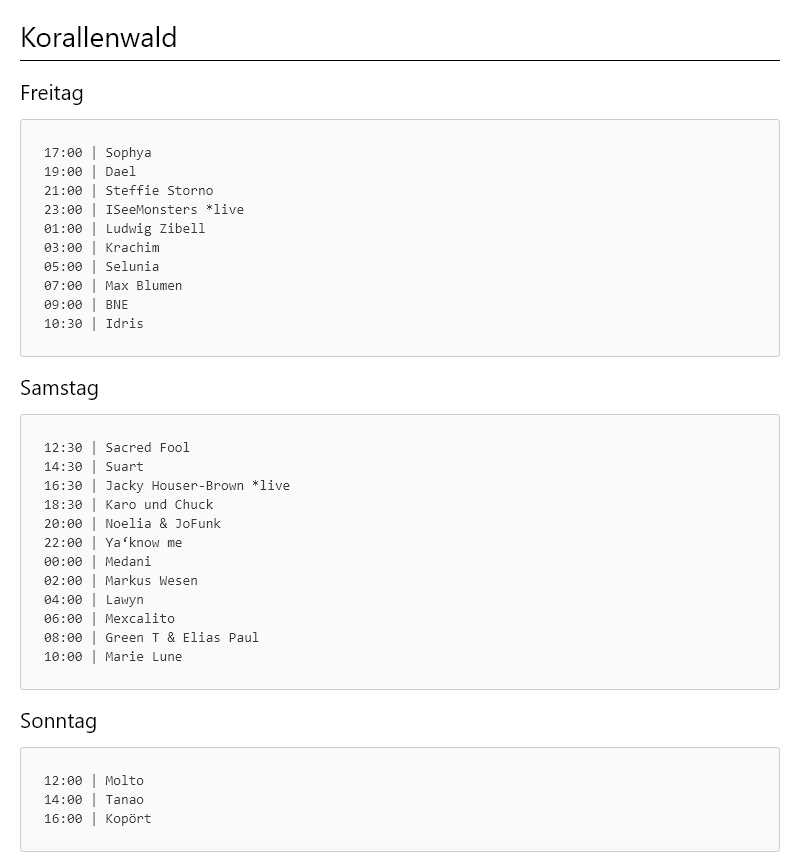 Korallenwald
Freitag
17:00 | Sophya
19:00 | Dael
21:00 | Steffie Storno
23:00 | ISeeMonsters *live
01:00 | Ludwig Zibell
03:00 | Krachim
05:00 | Selunia
07:00 | Max Blumen
09:00 | BNE
10:30 | Idris
Samstag
12:30 | Sacred Fool
14:30 | Suart
16:30 | Jacky Houser-Brown *live
18:30 | Karo und Chuck
20:00 | Noelia & JoFunk
22:00 | Ya‘know me
00:00 | Medani
02:00 | Markus Wesen
04:00 | Lawyn
06:00 | Mexcalito
08:00 | Green T & Elias Paul
10:00 | Marie Lune
Sonntag
12:00 | Molto
14:00 | Tanao
16:00 | Kopört